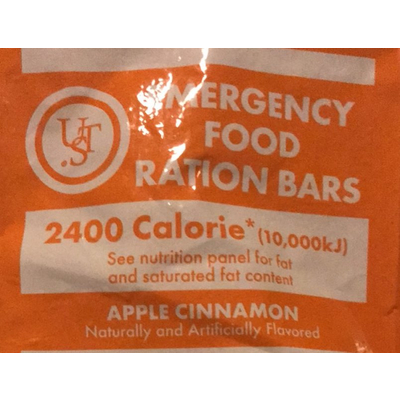 UST
EMERGENCY
FOOD
RATION BARS
2400 Calorie* (10,000kJ)
See nutrition panel for fat
and saturated fat content
APPLE CINNAMON
Naturally and Artificially Flavored